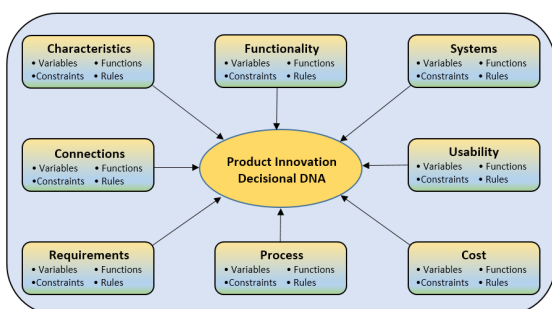 Characteristics
• Variables • Functions
•Constraints • Rules
Functionality
• Variables • Functions
•Constraints • Rules
Systems
• Variables • Functions
•Constraints • Rules
Connections
• Variables • Functions
•Constraints • Rules
Product Innovation
Decisional DNA
Usability
• Variables • Functions
•Constraints • Rules
Requirements
• Variables • Functions
•Constraints • Rules
Process
• Variables • Functions
•Constraints • Rules
Cost
• Variables • Functions
•Constraints • Rules